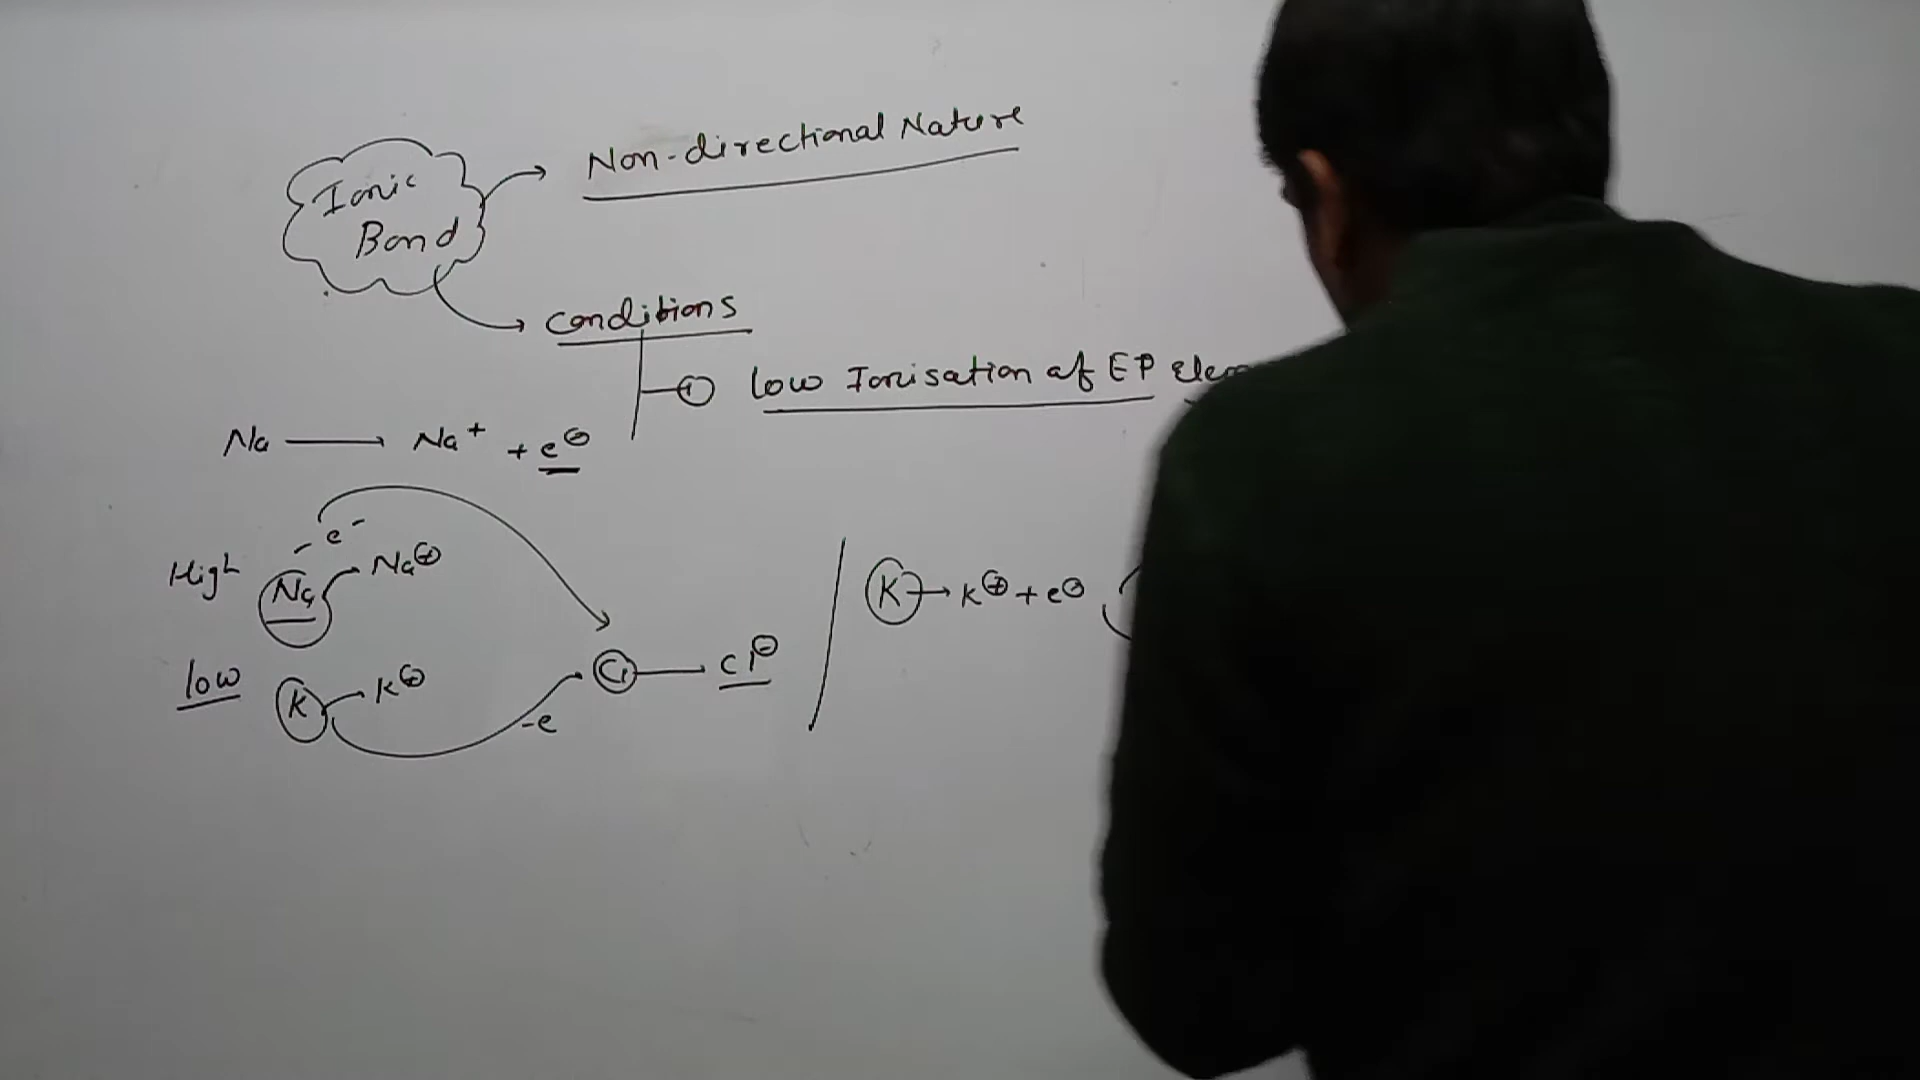 Ionic
Bond
Non-directional Nature
Conditions
① Low Ionisation of EP
Na → Na⁺ + e⊖
High
- e⁻
Na
Na⊕
Low
K
K⊕
-e
Cl
Cl⊖
K → K⊕ + e⊖